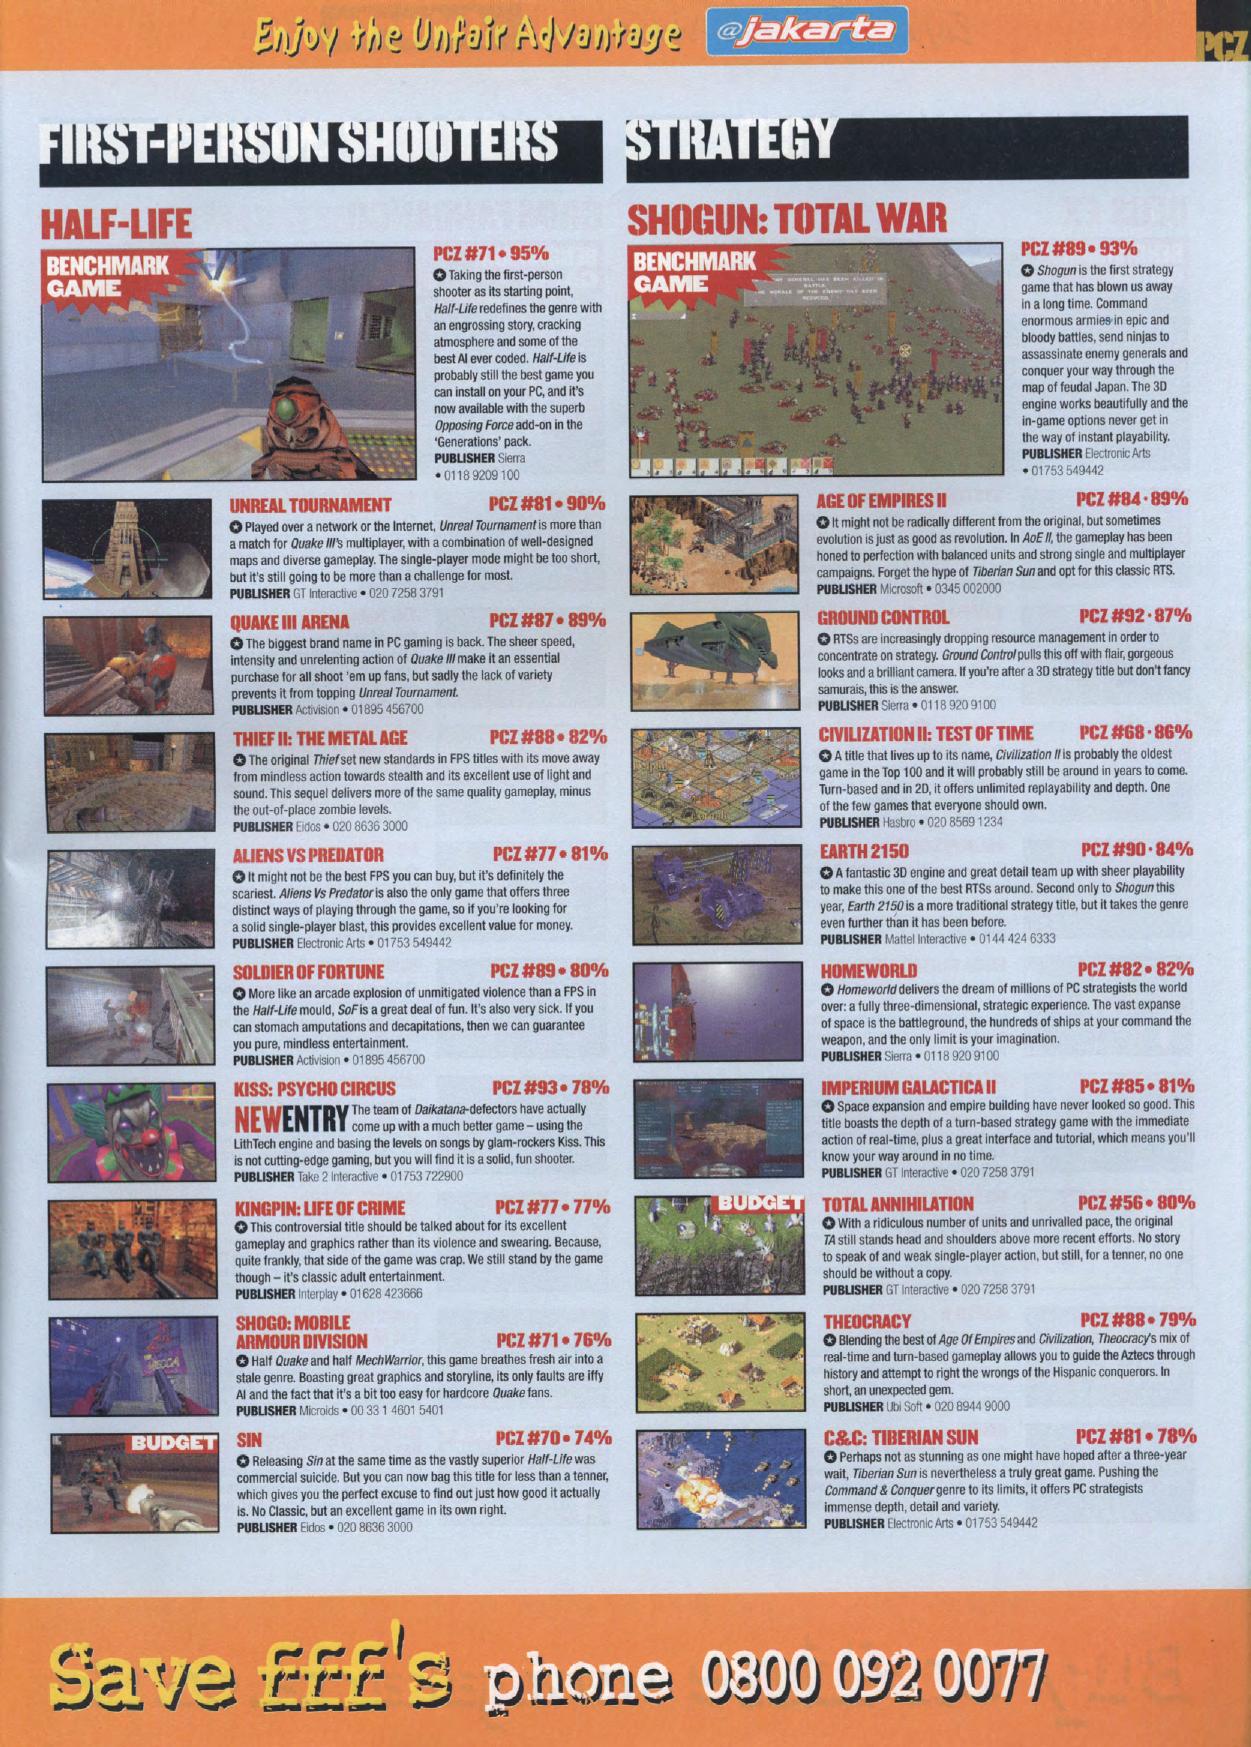 Enjoy the Unfair Advantage
@jakarta
PCZ
FIRST-PERSON SHOOTERS
HALF-LIFE
BENCHMARK
GAME
PCZ #71 • 95%
✪ Taking the first-person
shooter as its starting point,
Half-Life redefines the genre with
an engrossing story, cracking
atmosphere and some of the
best AI ever coded. Half-Life is
probably still the best game you
can install on your PC, and it's
now available with the superb
Opposing Force add-on in the
'Generations' pack.
PUBLISHER Sierra
• 0118 9209 100
UNREAL TOURNAMENT PCZ #81 • 90%
✪ Played over a network or the Internet, Unreal Tournament is more than
a match for Quake III's multiplayer, with a combination of well-designed
maps and diverse gameplay. The single-player mode might be too short,
but it's still going to be more than a challenge for most.
PUBLISHER GT Interactive • 020 7258 3791
QUAKE III ARENA PCZ #87 • 89%
✪ The biggest brand name in PC gaming is back. The sheer speed,
intensity and unrelenting action of Quake III make it an essential
purchase for all shoot 'em up fans, but sadly the lack of variety
prevents it from topping Unreal Tournament.
PUBLISHER Activision • 01895 456700
THIEF II: THE METAL AGE PCZ #88 • 82%
✪ The original Thief set new standards in FPS titles with its move away
from mindless action towards stealth and its excellent use of light and
sound. This sequel delivers more of the same quality gameplay, minus
the out-of-place zombie levels.
PUBLISHER Eidos • 020 8636 3000
ALIENS VS PREDATOR PCZ #77 • 81%
✪ It might not be the best FPS you can buy, but it's definitely the
scariest. Aliens Vs Predator is also the only game that offers three
distinct ways of playing through the game, so if you're looking for
a solid single-player blast, this provides excellent value for money.
PUBLISHER Electronic Arts • 01753 549442
SOLDIER OF FORTUNE PCZ #89 • 80%
✪ More like an arcade explosion of unmitigated violence than a FPS in
the Half-Life mould, SoF is a great deal of fun. It's also very sick. If you
can stomach amputations and decapitations, then we can guarantee
you pure, mindless entertainment.
PUBLISHER Activision • 01895 456700
KISS: PSYCHO CIRCUS PCZ #93 • 78%
NEW ENTRY The team of Daikatana-defectors have actually
come up with a much better game – using the
LithTech engine and basing the levels on songs by glam-rockers Kiss. This
is not cutting-edge gaming, but you will find it is a solid, fun shooter.
PUBLISHER Take 2 Interactive • 01753 722900
KINGPIN: LIFE OF CRIME PCZ #77 • 77%
✪ This controversial title should be talked about for its excellent
gameplay and graphics rather than its violence and swearing. Because,
quite frankly, that side of the game was crap. We still stand by the game
though – it's classic adult entertainment.
PUBLISHER Interplay • 01628 423666
SHOGO: MOBILE
ARMOUR DIVISION PCZ #71 • 76%
✪ Half Quake and half MechWarrior, this game breathes fresh air into a
stale genre. Boasting great graphics and storyline, its only faults are iffy
AI and the fact that it's a bit too easy for hardcore Quake fans.
PUBLISHER Microids • 00 33 1 4601 5401
BUDGET
SIN PCZ #70 • 74%
✪ Releasing Sin at the same time as the vastly superior Half-Life was
commercial suicide. But you can now bag this title for less than a tenner,
which gives you the perfect excuse to find out just how good it actually
is. No Classic, but an excellent game in its own right.
PUBLISHER Eidos • 020 8636 3000
STRATEGY
SHOGUN: TOTAL WAR
BENCHMARK
GAME
PCZ #89 • 93%
✪ Shogun is the first strategy
game that has blown us away
in a long time. Command
enormous armies in epic and
bloody battles, send ninjas to
assassinate enemy generals and
conquer your way through the
map of feudal Japan. The 3D
engine works beautifully and the
in-game options never get in
the way of instant playability.
PUBLISHER Electronic Arts
• 01753 549442
AGE OF EMPIRES II PCZ #84 • 89%
✪ It might not be radically different from the original, but sometimes
evolution is just as good as revolution. In AoE II, the gameplay has been
honed to perfection with balanced units and strong single and multiplayer
campaigns. Forget the hype of Tiberian Sun and opt for this classic RTS.
PUBLISHER Microsoft • 0345 002000
GROUND CONTROL PCZ #92 • 87%
✪ RTSs are increasingly dropping resource management in order to
concentrate on strategy. Ground Control pulls this off with flair, gorgeous
looks and a brilliant camera. If you're after a 3D strategy title but don't fancy
samurais, this is the answer.
PUBLISHER Sierra • 0118 920 9100
CIVILIZATION II: TEST OF TIME PCZ #68 • 86%
✪ A title that lives up to its name, Civilization II is probably the oldest
game in the Top 100 and it will probably still be around in years to come.
Turn-based and in 2D, it offers unlimited replayability and depth. One
of the few games that everyone should own.
PUBLISHER Hasbro • 020 8569 1234
EARTH 2150 PCZ #90 • 84%
✪ A fantastic 3D engine and great detail team up with sheer playability
to make this one of the best RTSs around. Second only to Shogun this
year, Earth 2150 is a more traditional strategy title, but it takes the genre
even further than it has been before.
PUBLISHER Mattel Interactive • 0144 424 6333
HOMEWORLD PCZ #82 • 82%
✪ Homeworld delivers the dream of millions of PC strategists the world
over: a fully three-dimensional, strategic experience. The vast expanse
of space is the battleground, the hundreds of ships at your command the
weapon, and the only limit is your imagination.
PUBLISHER Sierra • 0118 920 9100
IMPERIUM GALACTICA II PCZ #85 • 81%
✪ Space expansion and empire building have never looked so good. This
title boasts the depth of a turn-based strategy game with the immediate
action of real-time, plus a great interface and tutorial, which means you'll
know your way around in no time.
PUBLISHER GT Interactive • 020 7258 3791
BUDGET
TOTAL ANNIHILATION PCZ #56 • 80%
✪ With a ridiculous number of units and unrivalled pace, the original
TA still stands head and shoulders above more recent efforts. No story
to speak of and weak single-player action, but still, for a tenner, no one
should be without a copy.
PUBLISHER GT Interactive • 020 7258 3791
THEOCRACY PCZ #88 • 79%
✪ Blending the best of Age Of Empires and Civilization, Theocracy's mix of
real-time and turn-based gameplay allows you to guide the Aztecs through
history and attempt to right the wrongs of the Hispanic conquerors. In
short, an unexpected gem.
PUBLISHER Ubi Soft • 020 8944 9000
C&C: TIBERIAN SUN PCZ #81 • 78%
✪ Perhaps not as stunning as one might have hoped after a three-year
wait, Tiberian Sun is nevertheless a truly great game. Pushing the
Command & Conquer genre to its limits, it offers PC strategists
immense depth, detail and variety.
PUBLISHER Electronic Arts • 01753 549442
Save £££'s phone 0800 092 0077